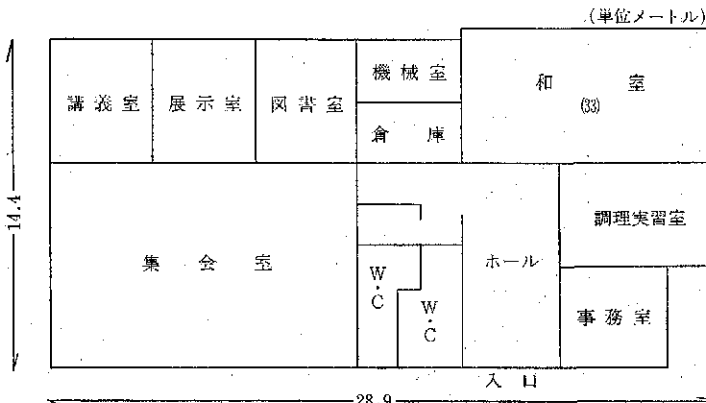 (単位メートル)
講義室
展示室
図書室
機械室
倉庫
和室
(33)
14.4
集会室
W・C
W・C
ホール
調理実習室
事務室
入口
28.9